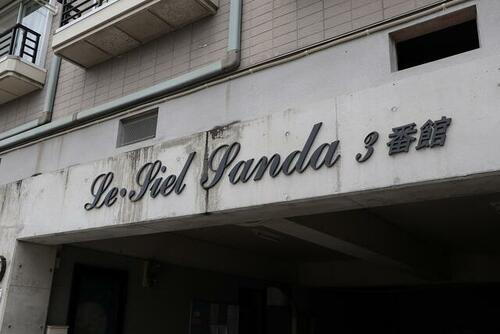 Le·Siel Sanda 3番館